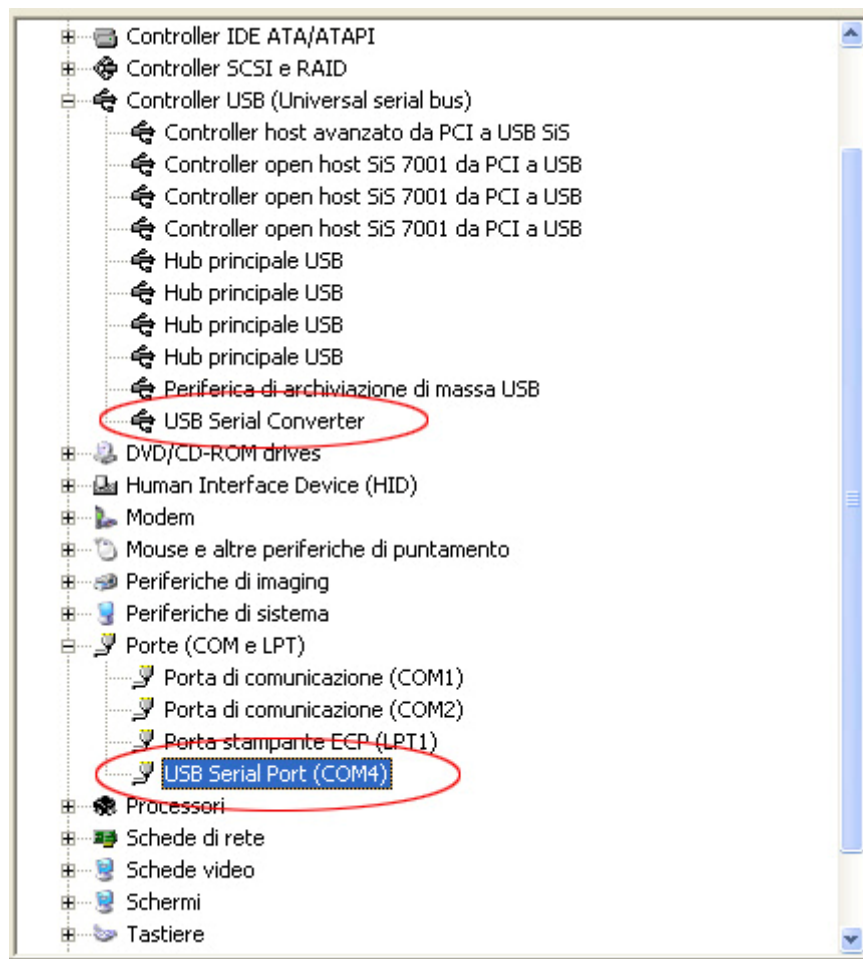 Controller IDE ATA/ATAPI
Controller SCSI e RAID
Controller USB (Universal serial bus)
Controller host avanzato da PCI a USB SiS
Controller open host SiS 7001 da PCI a USB
Controller open host SiS 7001 da PCI a USB
Controller open host SiS 7001 da PCI a USB
Hub principale USB
Hub principale USB
Hub principale USB
Hub principale USB
Periferica di archiviazione di massa USB
USB Serial Converter
DVD/CD-ROM drives
Human Interface Device (HID)
Modem
Mouse e altre periferiche di puntamento
Periferiche di imaging
Periferiche di sistema
Porte (COM e LPT)
Porta di comunicazione (COM1)
Porta di comunicazione (COM2)
Porta stampante ECP (LPT1)
USB Serial Port (COM4)
Processori
Schede di rete
Schede video
Schermi
Tastiere